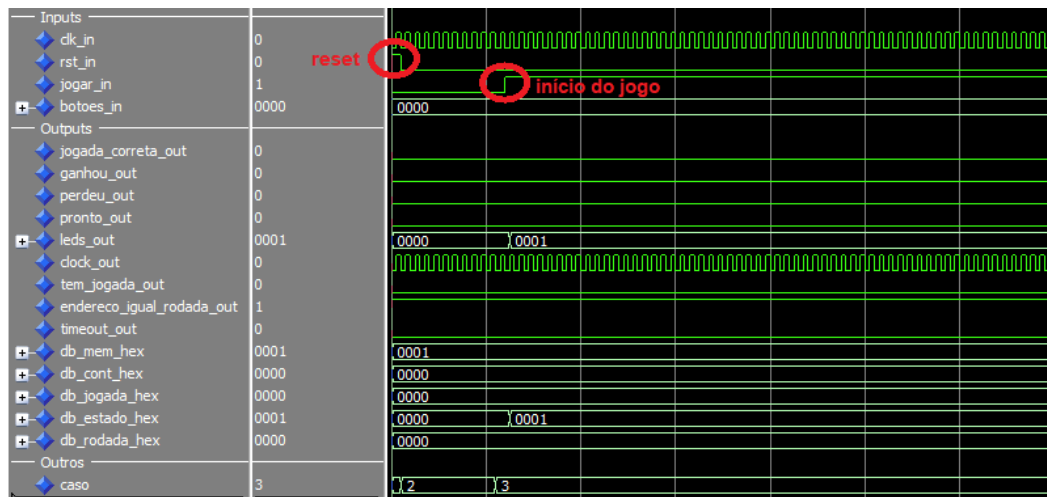 Inputs
clk_in 0
rst_in 0 reset
jogar_in 1 início do jogo
botoes_in 0000 0000
Outputs
jogada_correta_out 0
ganhou_out 0
perdeu_out 0
pronto_out 0
leds_out 0001 0000 0001
clock_out 0
tem_jogada_out 0
endereco_igual_rodada_out 1
timeout_out 0
db_mem_hex 0001 0001
db_cont_hex 0000 0000
db_jogada_hex 0000 0000
db_estado_hex 0001 0000 0001
db_rodada_hex 0000 0000
Outros
caso 3 2 3